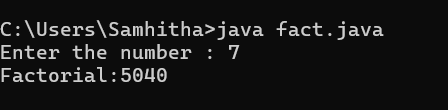 C:\Users\Samhitha>java fact.java
Enter the number : 7
Factorial:5040